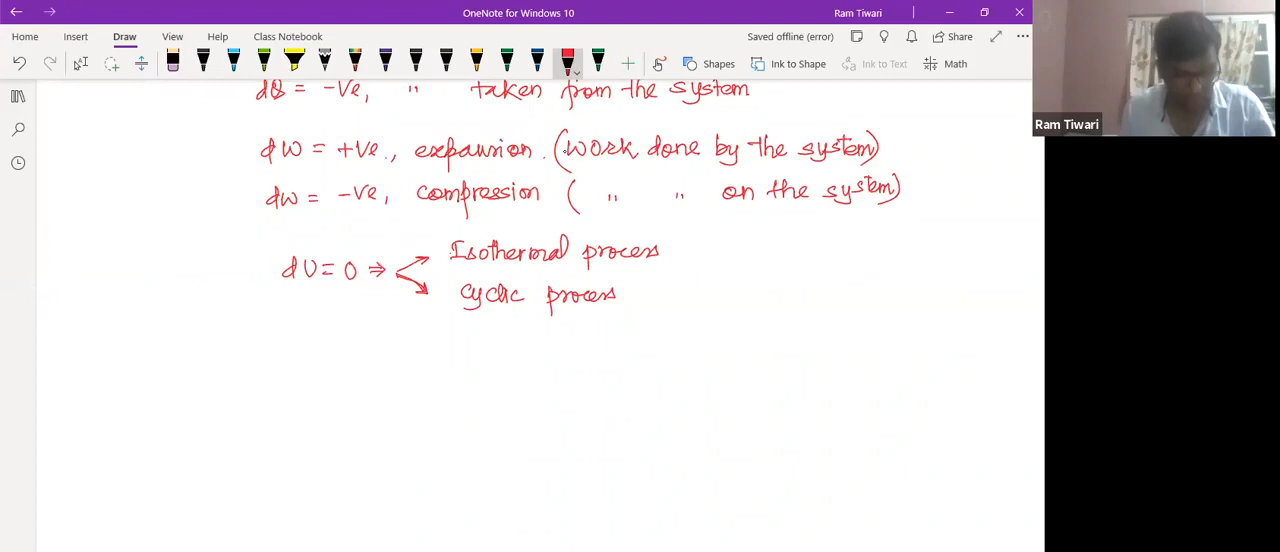 OneNote for Windows 10
Ram Tiwari
Home Insert Draw View Help Class Notebook
Saved offline (error)
Share
Shapes
Ink to Shape
Ink to Text
Math
Ram Tiwari
dQ = -ve, " taken from the system
dW = +ve., expansion. (work done by the system)
dw = -ve, compression ( " " on the system)
dU = 0 ⇒ Isothermal process
cyclic process